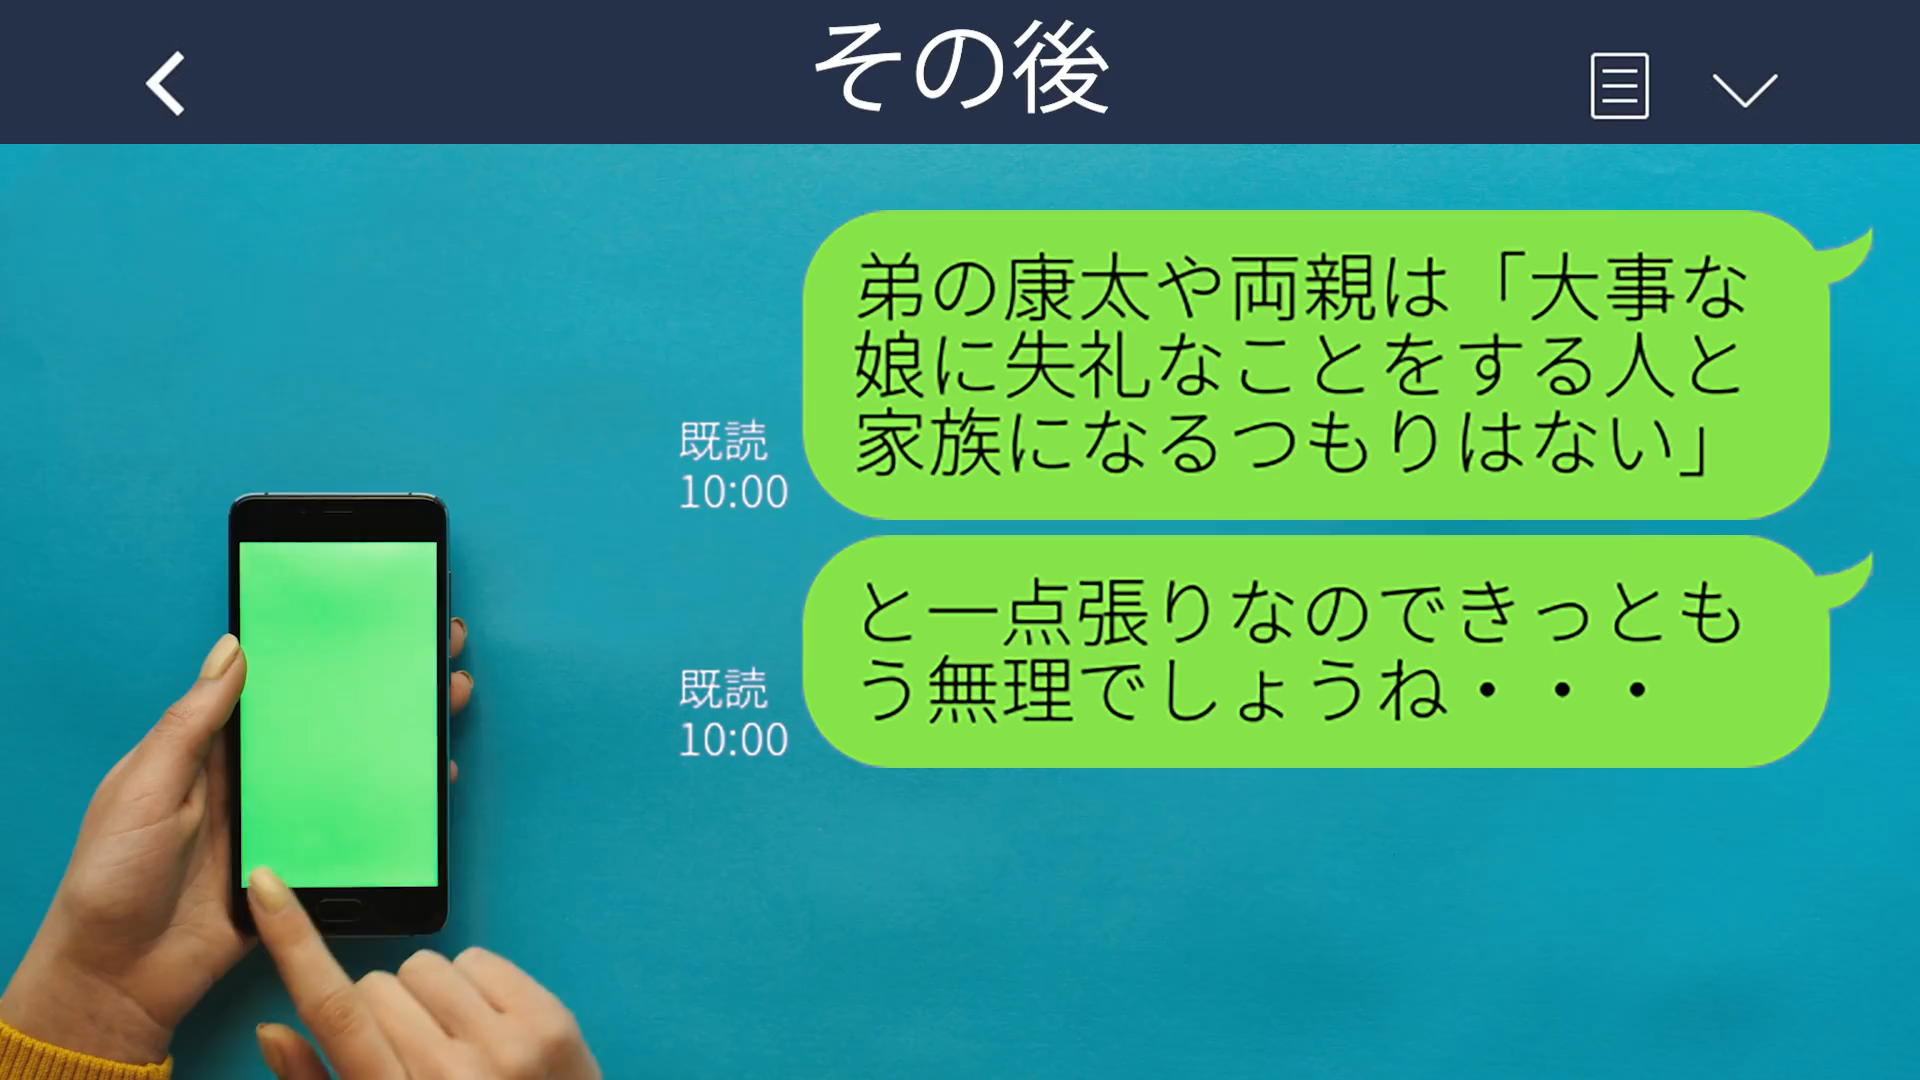 その後
弟の康太や両親は「大事な
娘に失礼なことをする人と
家族になるつもりはない」
既読
10:00
と一点張りなのできっとも
う無理でしょうね・・・
既読
10:00